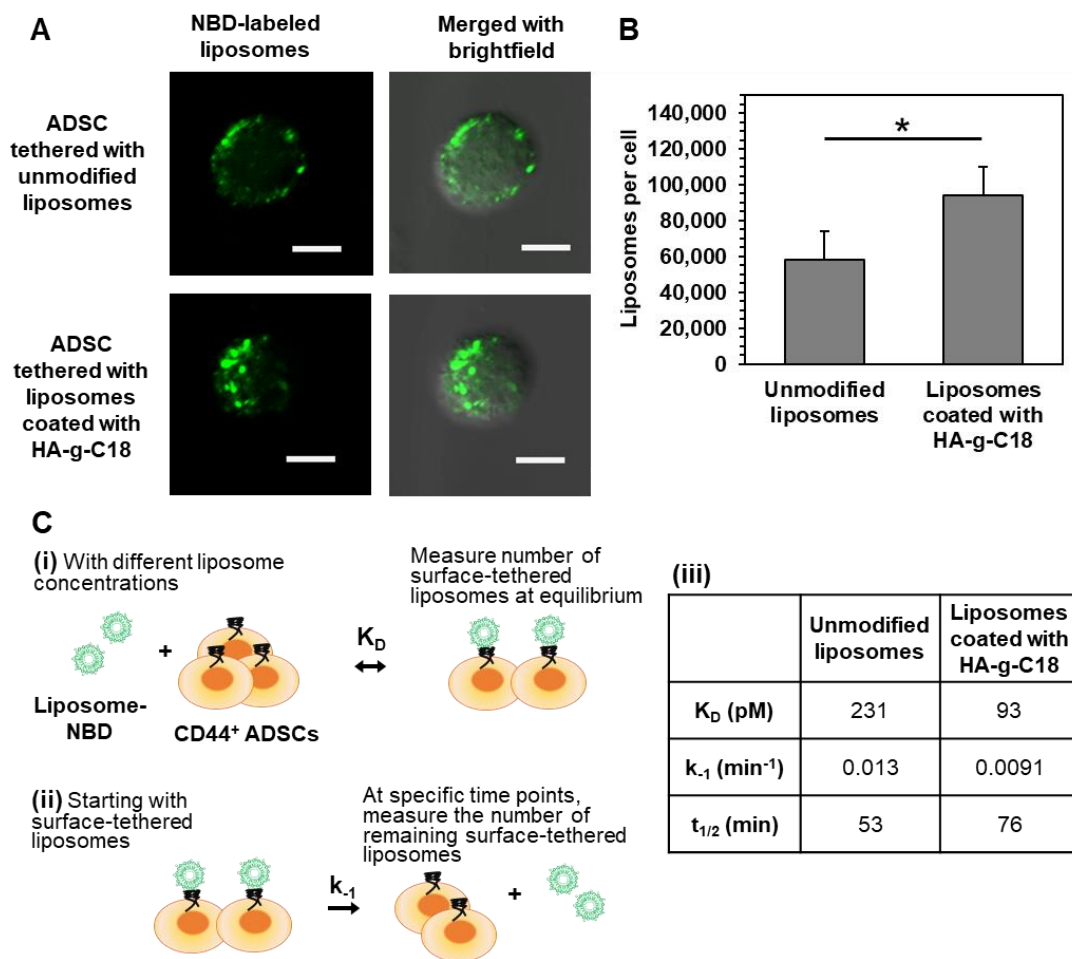 A
NBD-labeled
liposomes
Merged with
brightfield
ADSC
tethered with
unmodified
liposomes
ADSC
tethered with
liposomes
coated with
HA-g-C18
B
Liposomes per cell
140,000
120,000
100,000
80,000
60,000
40,000
20,000
0
*
Unmodified
liposomes
Liposomes
coated with
HA-g-C18
C
(i) With different liposome
concentrations
+
Liposome-
NBD
CD44⁺ ADSCs
K_D
Measure number of
surface-tethered
liposomes at equilibrium
(ii) Starting with
surface-tethered
liposomes
k₋₁
At specific time points,
measure the number of
remaining surface-tethered
liposomes
+
(iii)
Unmodified
liposomes
Liposomes
coated with
HA-g-C18
K_D (pM) 231 93
k₋₁ (min⁻¹) 0.013 0.0091
t₁/₂ (min) 53 76